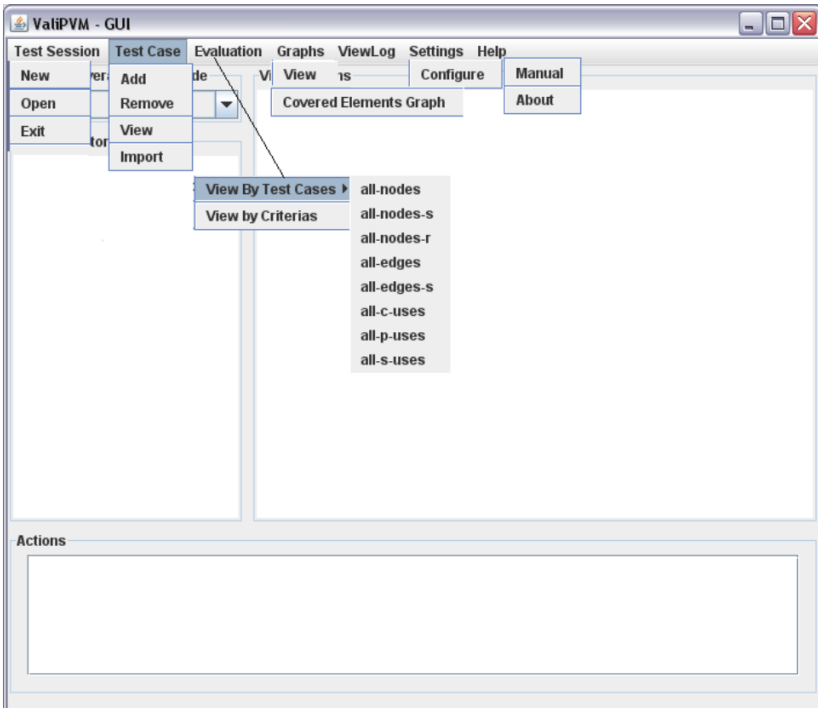 ValiPVM - GUI
Test Session Test Case Evaluation Graphs ViewLog Settings Help
New
Open
Exit
Add
Remove
View
Import
View
Covered Elements Graph
Configure
Manual
About
View By Test Cases
View by Criterias
all-nodes
all-nodes-s
all-nodes-r
all-edges
all-edges-s
all-c-uses
all-p-uses
all-s-uses
Actions